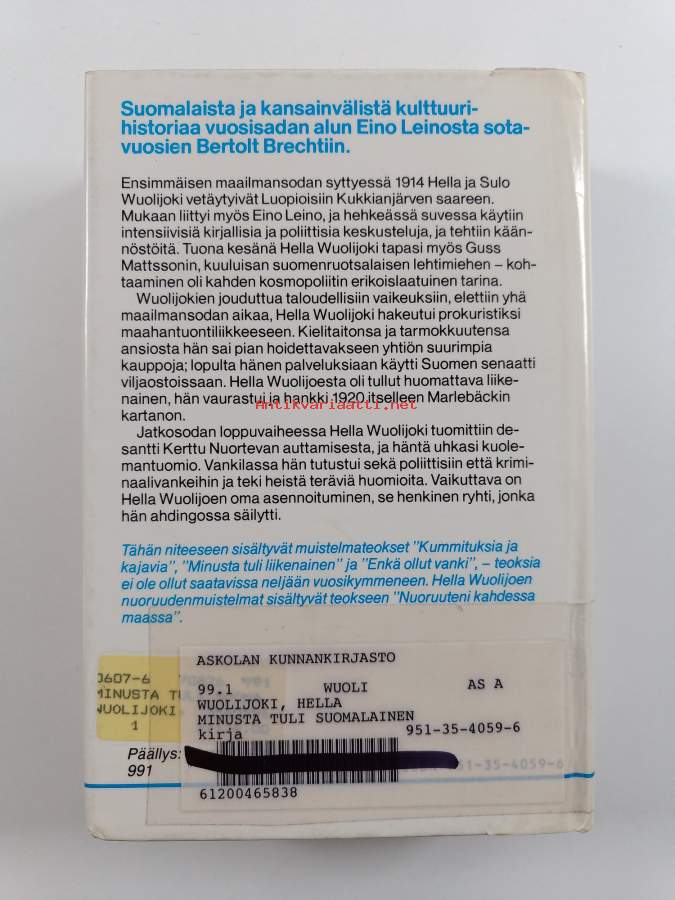 Suomalaista ja kansainvälistä kulttuuri-
historiaa vuosisadan alun Eino Leinosta sota-
vuosien Bertolt Brechtiin.
Ensimmäisen maailmansodan syttyessä 1914 Hella ja Sulo
Wuolijoki vetäytyivät Luopioisiin Kukkianjärven saareen.
Mukaan liittyi myös Eino Leino, ja hehkeässä suvessa käytiin
intensiivisiä kirjallisia ja poliittisia keskusteluja, ja tehtiin kään-
nöstöitä. Tuona kesänä Hella Wuolijoki tapasi myös Guss
Mattssonin, kuuluisan suomenruotsalaisen lehtimiehen – koh-
taaminen oli kahden kosmopoliitin erikoislaatuinen tarina.
Wuolijokien jouduttua taloudellisiin vaikeuksiin, elettiin yhä
maailmansodan aikaa, Hella Wuolijoki hakeutui prokuristiksi
maahantuontiliikkeeseen. Kielitaitonsa ja tarmokkuutensa
ansiosta hän sai pian hoidettavakseen yhtiön suurimpia
kauppoja; lopulta hänen palveluksiaan käytti Suomen senaatti
viljaostoissaan. Hella Wuolijoesta oli tullut huomattava liike-
nainen, hän vaurastui ja hankki 1920 itselleen Marlebäckin
Antikvariaatti.net
kartanon.
Jatkosodan loppuvaiheessa Hella Wuolijoki tuomittiin de-
santti Kerttu Nuortevan auttamisesta, ja häntä uhkasi kuole-
mantuomio. Vankilassa hän tutustui sekä poliittisiin että krimi-
naalivankeihin ja teki heistä teräviä huomioita. Vaikuttava on
Hella Wuolijoen oma asennoituminen, se henkinen ryhti, jonka
hän ahdingossa säilytti.
Tähän niteeseen sisältyvät muistelmateokset "Kummituksia ja
kajavia", "Minusta tuli liikenainen" ja "Enkä ollut vanki", – teoksia
ei ole ollut saatavissa neljään vuosikymmeneen. Hella Wuolijoen
nuoruudenmuistelmat sisältyvät teokseen "Nuoruuteni kahdessa
maassa".
ASKOLAN KUNNANKIRJASTO
99.1 WUOLI AS A
WUOLIJOKI, HELLA
MINUSTA TULI SUOMALAINEN
kirja 951-35-4059-6
0607-6
MINUSTA TU
WUOLIJOKI
1
Päällys:
991
51-35-4059-6
61200465838